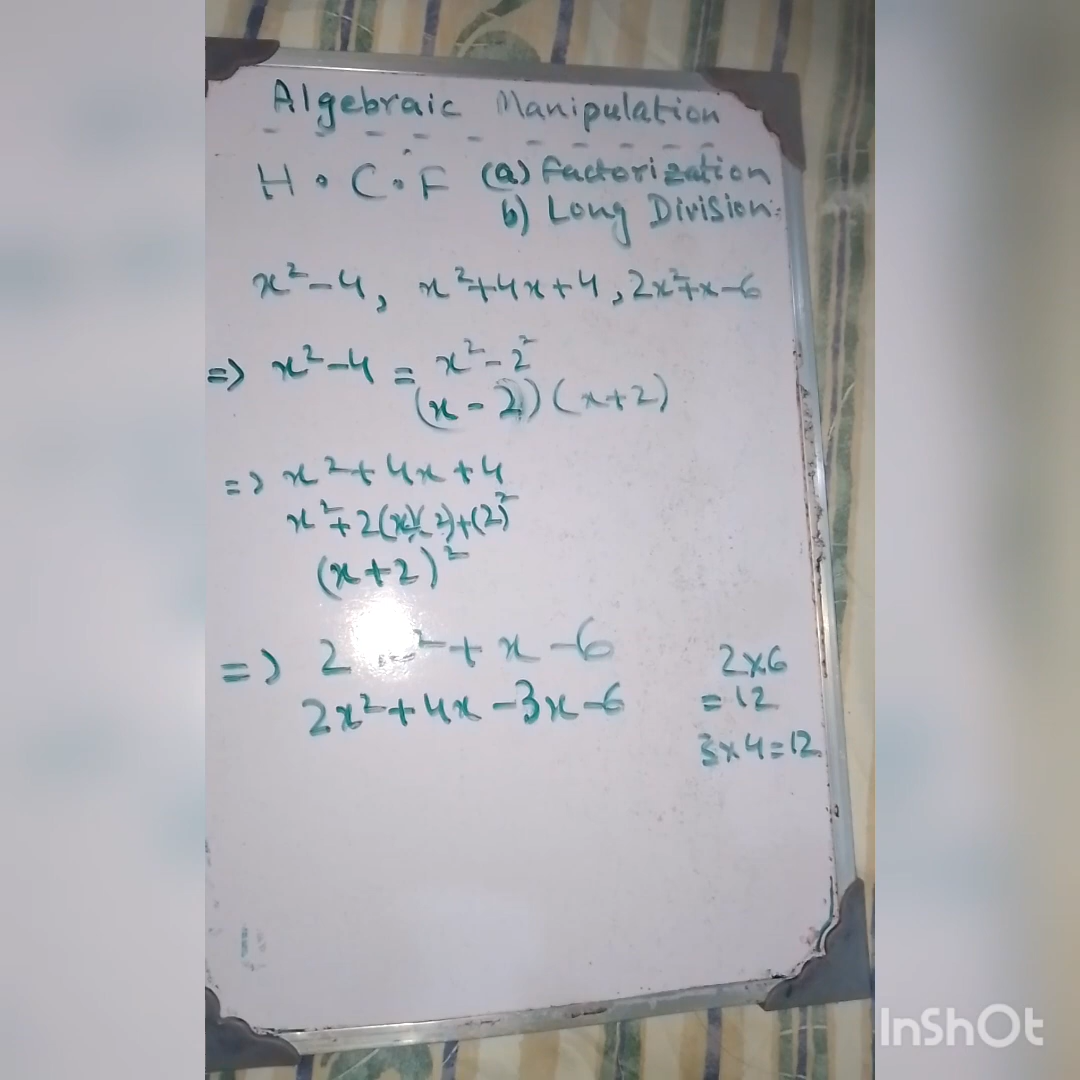 Algebraic Manipulation
H.C.F (a) Factorization
b) Long Division:
x²-4, x²+4x+4, 2x²+x-6
=> x²-4 = x²-2²
(x-2)(x+2)
=> x²+4x+4
x²+2(x)(2)+(2)²
(x+2)²
=> 2x²+x-6
2x²+4x-3x-6
2x6
=12
3x4=12
InShOt